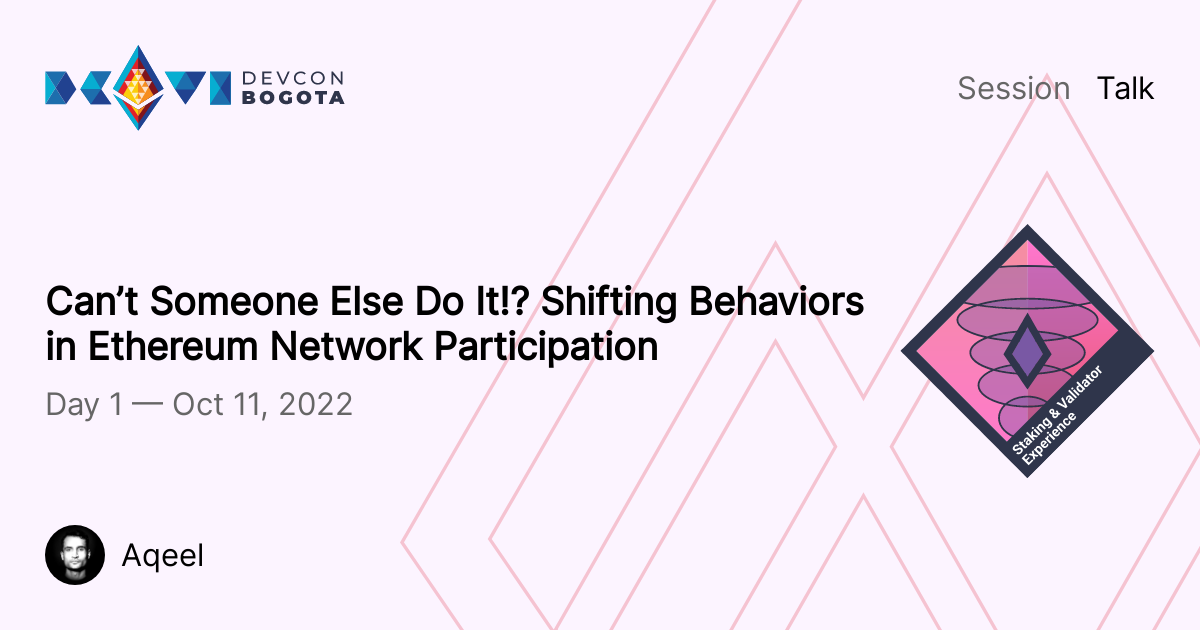 DEVCON
BOGOTA
Session Talk
Can’t Someone Else Do It!? Shifting Behaviors
in Ethereum Network Participation
Day 1 — Oct 11, 2022
Staking & Validator
Experience
Aqeel